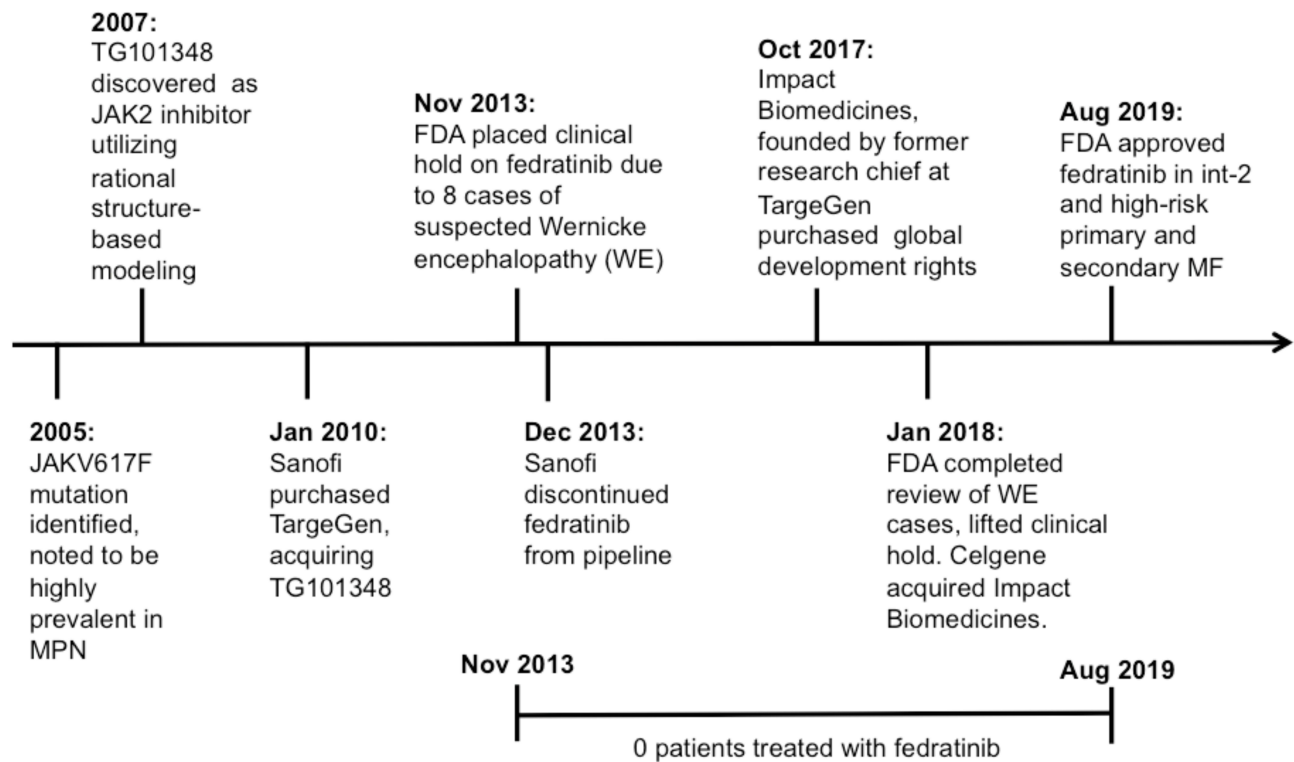 2007:
TG101348
discovered as
JAK2 inhibitor
utilizing
rational
structure-
based
modeling
Nov 2013:
FDA placed clinical
hold on fedratinib due
to 8 cases of
suspected Wernicke
encephalopathy (WE)
Oct 2017:
Impact
Biomedicines,
founded by former
research chief at
TargeGen
purchased global
development rights
Aug 2019:
FDA approved
fedratinib in int-2
and high-risk
primary and
secondary MF
2005:
JAKV617F
mutation
identified,
noted to be
highly
prevalent in
MPN
Jan 2010:
Sanofi
purchased
TargeGen,
acquiring
TG101348
Dec 2013:
Sanofi
discontinued
fedratinib
from pipeline
Jan 2018:
FDA completed
review of WE
cases, lifted clinical
hold. Celgene
acquired Impact
Biomedicines.
Nov 2013
Aug 2019
0 patients treated with fedratinib